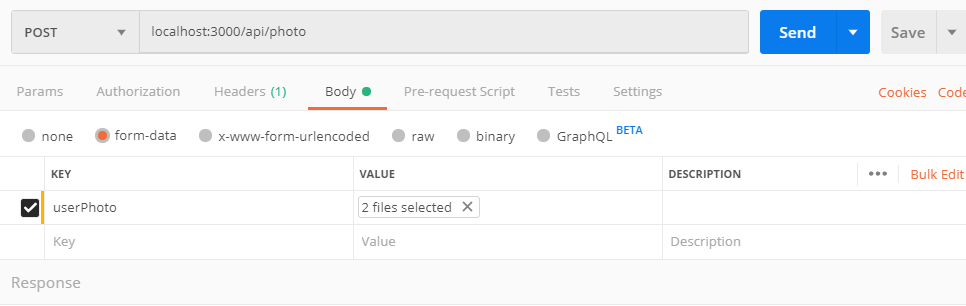 POST localhost:3000/api/photo Send Save
Params Authorization Headers (1) Body Pre-request Script Tests Settings Cookies Code
none form-data x-www-form-urlencoded raw binary GraphQL BETA
KEY VALUE DESCRIPTION ••• Bulk Edit
userPhoto 2 files selected
Key Value Description
Response